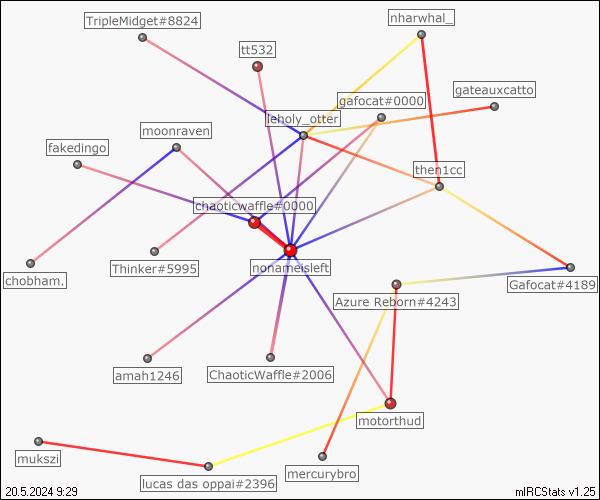 TripleMidget#8824
nharwhal_
tt532
gateauxcatto
gafocat#0000
leholy_otter
moonraven
fakedingo
then1cc
chaoticwaffle#0000
Thinker#5995
nonameisleft
chobham.
Gafocat#4189
Azure Reborn#4243
amah1246
ChaoticWaffle#2006
motorthud
mukszi
mercurybro
lucas das oppai#2396
20.5.2024 9:29
mIRCStats v1.25